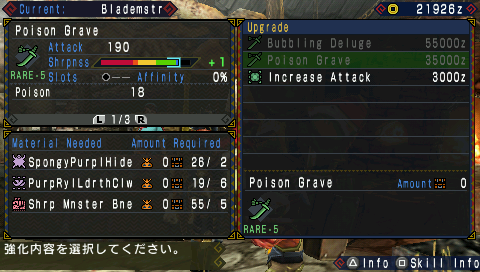 Current: Blademstr
21926z
Poison Grave
Attack 190
Shrpnss +1
RARE-5 Slots ―― Affinity 0%
Poison 18
L 1/3 R
Material Needed Amount Required
SpongyPurplHide 0 26/ 2
PurpRylLdrthClw 0 19/ 6
Shrp Mnster Bne 0 55/ 5
Upgrade
Bubbling Deluge 55000z
Poison Grave 35000z
Increase Attack 3000z
Poison Grave Amount 0
RARE-5
強化内容を選択してください。
Info Skill Info